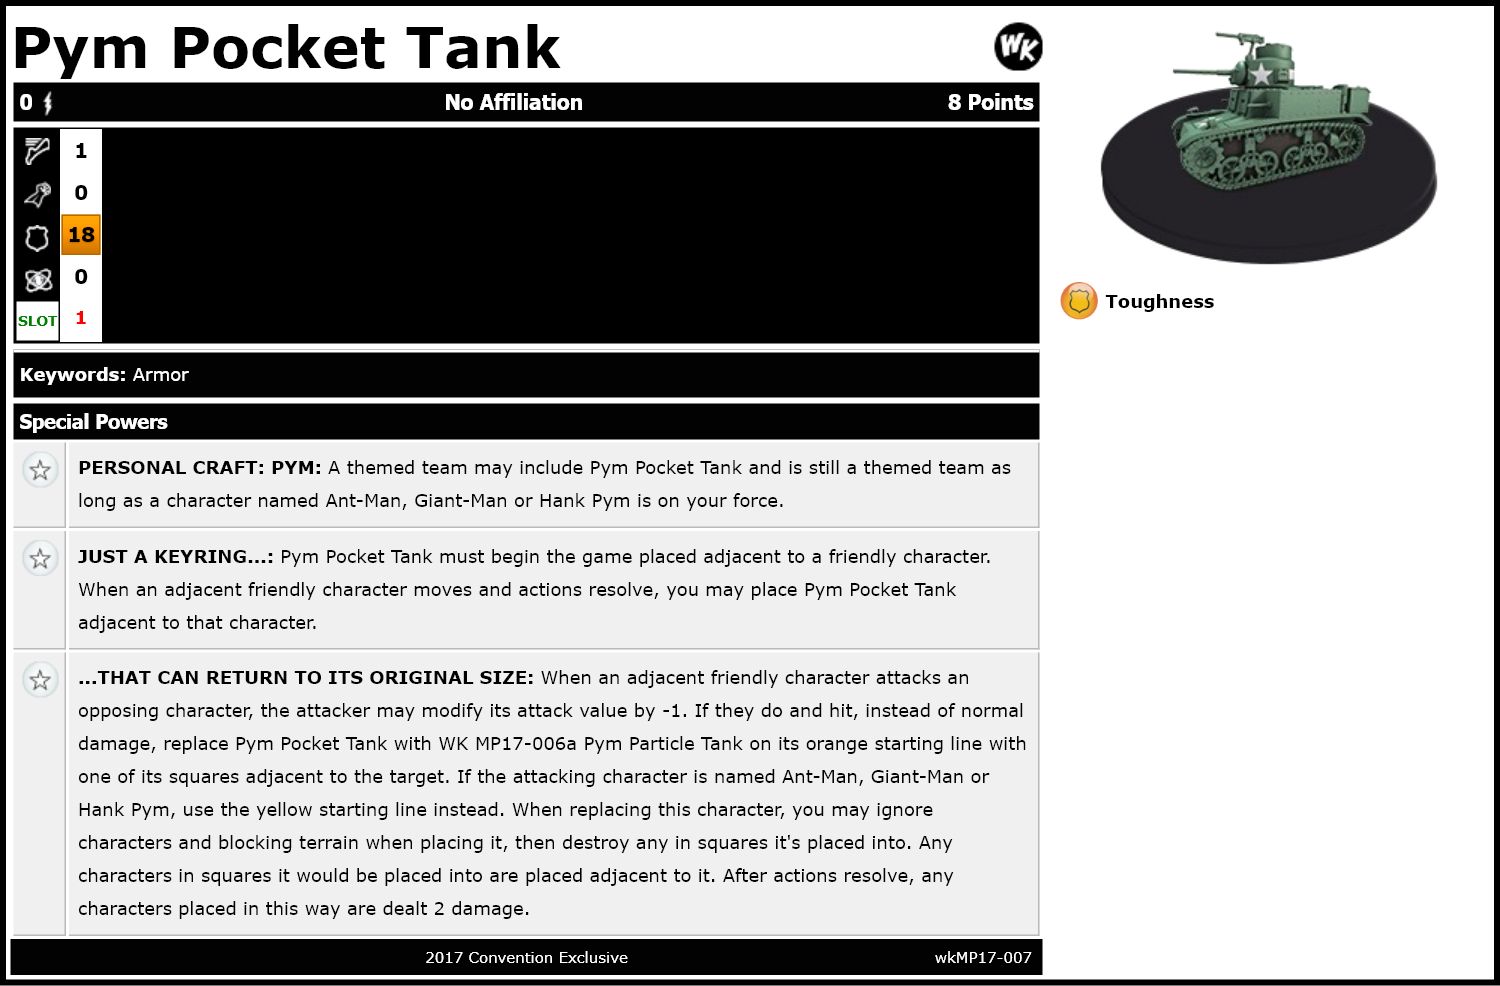 Pym Pocket Tank
WK
0 No Affiliation 8 Points
1
0
18
0
SLOT 1
Toughness
Keywords: Armor
Special Powers
PERSONAL CRAFT: PYM: A themed team may include Pym Pocket Tank and is still a themed team as
long as a character named Ant-Man, Giant-Man or Hank Pym is on your force.
JUST A KEYRING...: Pym Pocket Tank must begin the game placed adjacent to a friendly character.
When an adjacent friendly character moves and actions resolve, you may place Pym Pocket Tank
adjacent to that character.
...THAT CAN RETURN TO ITS ORIGINAL SIZE: When an adjacent friendly character attacks an
opposing character, the attacker may modify its attack value by -1. If they do and hit, instead of normal
damage, replace Pym Pocket Tank with WK MP17-006a Pym Particle Tank on its orange starting line with
one of its squares adjacent to the target. If the attacking character is named Ant-Man, Giant-Man or
Hank Pym, use the yellow starting line instead. When replacing this character, you may ignore
characters and blocking terrain when placing it, then destroy any in squares it's placed into. Any
characters in squares it would be placed into are placed adjacent to it. After actions resolve, any
characters placed in this way are dealt 2 damage.
2017 Convention Exclusive wkMP17-007